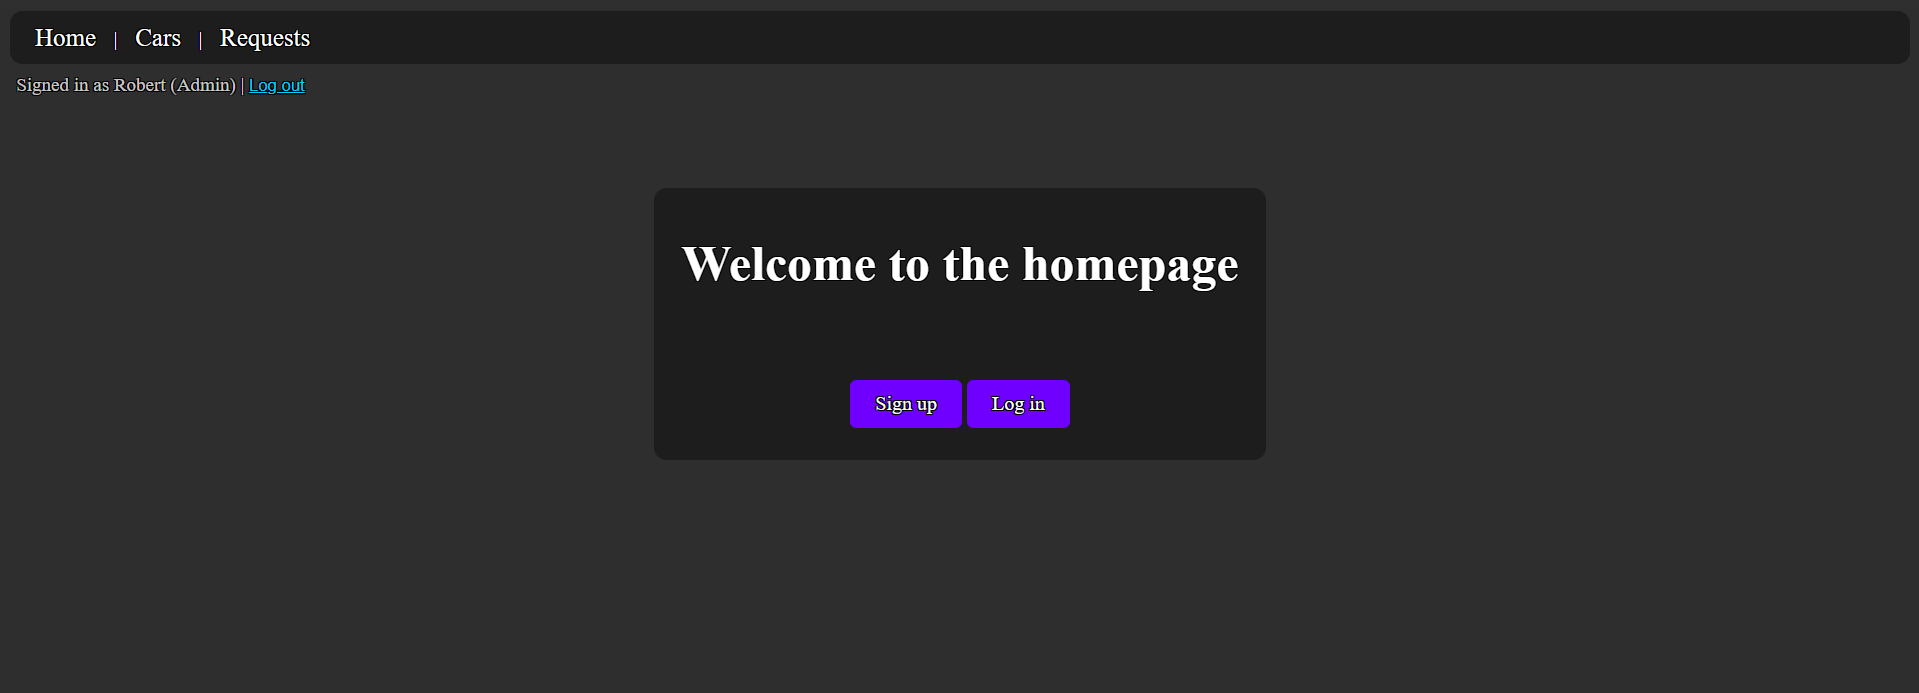 Home | Cars | Requests
Signed in as Robert (Admin) | Log out
Welcome to the homepage
Sign up Log in